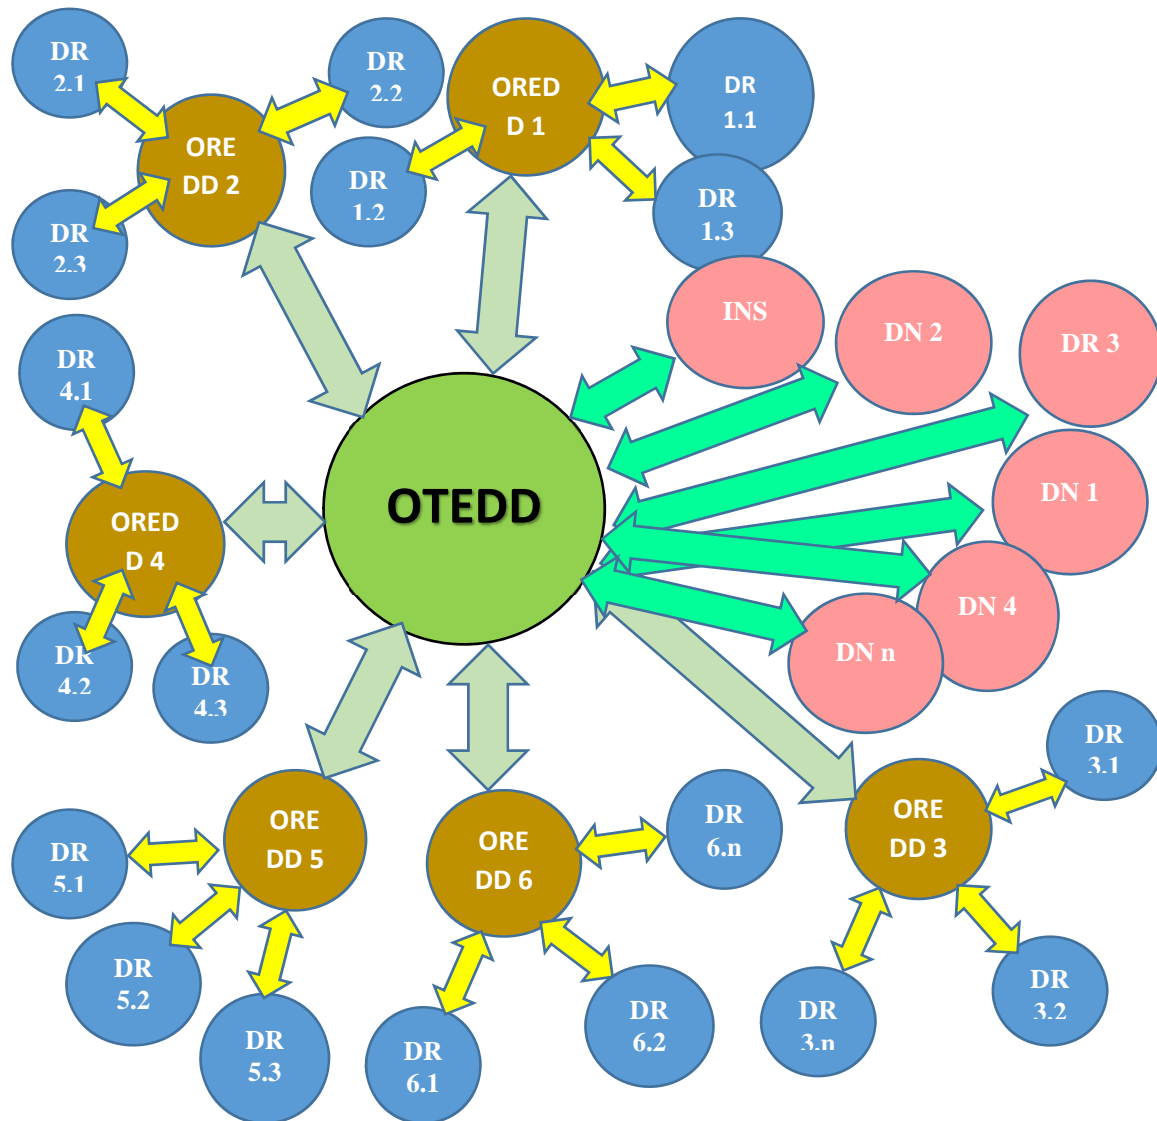 DR
2.1
DR
2.2
ORE
DD 2
DR
2.3
ORED
D 1
DR
1.1
DR
1.2
DR
1.3
INS
DN 2
DR 3
DN 1
DN 4
DN n
OTEDD
DR
4.1
ORED
D 4
DR
4.2
DR
4.3
ORE
DD 5
DR
5.1
DR
5.2
DR
5.3
ORE
DD 6
DR
6.n
DR
6.1
DR
6.2
ORE
DD 3
DR
3.1
DR
3.2
DR
3.n